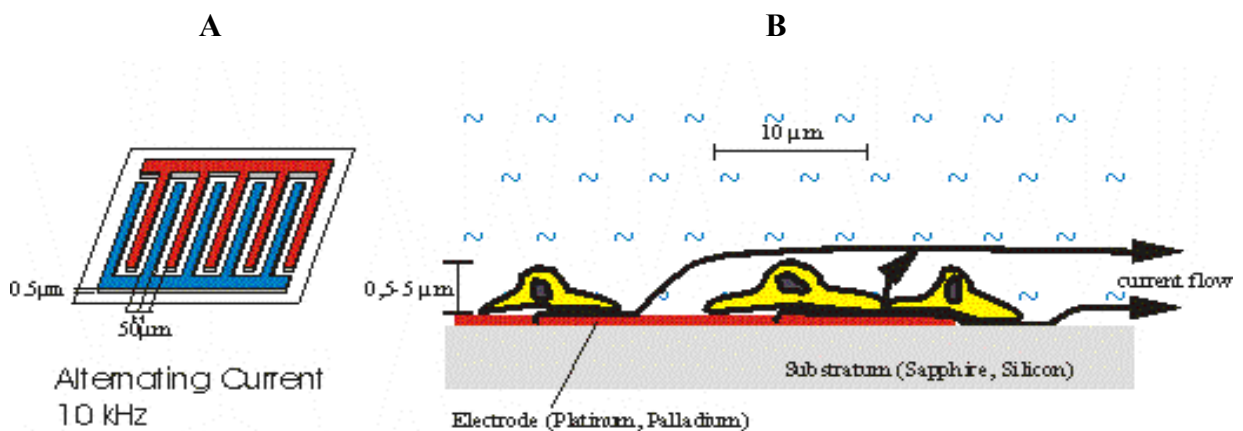 A
B
10 µm
0.5µm
50µm
0,5-5 µm
current flow
Alternating Current
10 kHz
Substratum (Sapphire, Silicon)
Electrode (Platinum, Palladium)